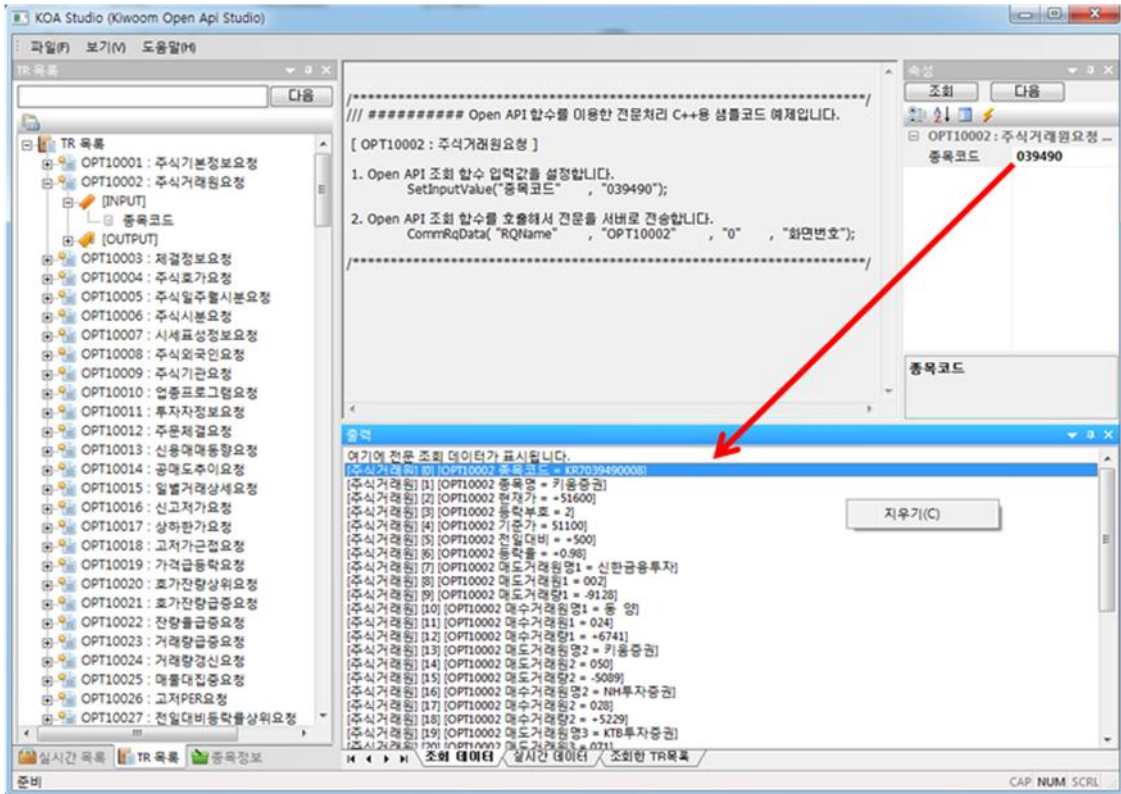 KOA Studio (Kiwoom Open Api Studio)
파일(F) 보기(V) 도움말(H)
TR 목록
다음
TR 목록
OPT10001 : 주식기본정보요청
OPT10002 : 주식거래원요청
[INPUT]
종목코드
[OUTPUT]
OPT10003 : 체결정보요청
OPT10004 : 주식호가요청
OPT10005 : 주식일주월시분요청
OPT10006 : 주식시분요청
OPT10007 : 시세표성정보요청
OPT10008 : 주식외국인요청
OPT10009 : 주식기관요청
OPT10010 : 업종프로그램요청
OPT10011 : 투자자정보요청
OPT10012 : 주문체결요청
OPT10013 : 신용매매동향요청
OPT10014 : 공매도추이요청
OPT10015 : 일별거래상세요청
OPT10016 : 신고저가요청
OPT10017 : 상하한가요청
OPT10018 : 고저가근접요청
OPT10019 : 가격급등락요청
OPT10020 : 호가잔량상위요청
OPT10021 : 호가잔량급증요청
OPT10022 : 잔량율급증요청
OPT10023 : 거래량급증요청
OPT10024 : 거래량갱신요청
OPT10025 : 매물대집중요청
OPT10026 : 고저PER요청
OPT10027 : 전일대비등락률상위요청
실시간 목록 TR 목록 종목정보
준비
/*******************************************************************/
/// ########## Open API 함수를 이용한 전문처리 C++용 샘플코드 예제입니다.
[ OPT10002 : 주식거래원요청 ]
1. Open API 조회 함수 입력값을 설정합니다.
SetInputValue("종목코드" , "039490");
2. Open API 조회 함수를 호출해서 전문을 서버로 전송합니다.
CommRqData( "RQName" , "OPT10002" , "0" , "화면번호");
/*******************************************************************/
속성
조회 다음
OPT10002 : 주식거래원요청 ...
종목코드 039490
종목코드
출력
여기에 전문 조회 데이터가 표시됩니다.
[주식거래원] [0] [OPT10002 종목코드 = KR7039490008]
[주식거래원] [1] [OPT10002 종목명 = 키움증권]
[주식거래원] [2] [OPT10002 현재가 = +51600]
[주식거래원] [3] [OPT10002 등락부호 = 2]
[주식거래원] [4] [OPT10002 기준가 = 51100]
[주식거래원] [5] [OPT10002 전일대비 = +500]
[주식거래원] [6] [OPT10002 등락율 = +0.98]
[주식거래원] [7] [OPT10002 매도거래원명1 = 신한금융투자]
[주식거래원] [8] [OPT10002 매도거래원1 = 002]
[주식거래원] [9] [OPT10002 매도거래량1 = -9128]
[주식거래원] [10] [OPT10002 매수거래원명1 = 동 양]
[주식거래원] [11] [OPT10002 매수거래원1 = 024]
[주식거래원] [12] [OPT10002 매수거래량1 = +6741]
[주식거래원] [13] [OPT10002 매도거래원명2 = 키움증권]
[주식거래원] [14] [OPT10002 매도거래원2 = 050]
[주식거래원] [15] [OPT10002 매도거래량2 = -5089]
[주식거래원] [16] [OPT10002 매수거래원명2 = NH투자증권]
[주식거래원] [17] [OPT10002 매수거래원2 = 028]
[주식거래원] [18] [OPT10002 매수거래량2 = +5229]
[주식거래원] [19] [OPT10002 매도거래원명3 = KTB투자증권]
[주식거래원] [20] [OPT10002 매도거래원3 = 071]
지우기(C)
조회 데이터 실시간 데이터 조회한 TR목록
CAP NUM SCRL